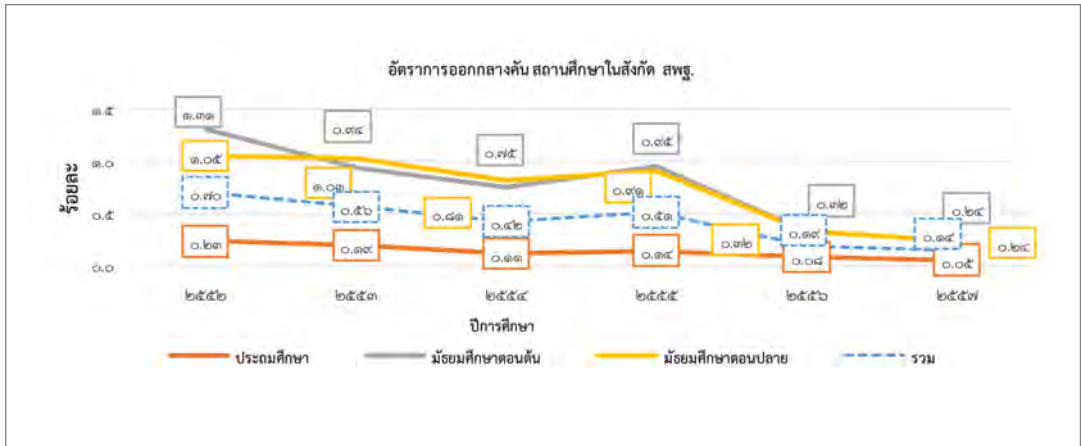 อัตราการออกกลางคัน สถานศึกษาในสังกัด สพฐ.
ร้อยละ
๑.๕
๑.๐
๐.๕
๐.๐
๑.๓๑ ๐.๙๔ ๐.๗๕ ๐.๙๕ ๐.๓๒ ๐.๒๔
๑.๐๕ ๑.๐๓ ๐.๘๑ ๐.๙๑ ๐.๓๒ ๐.๒๔
๐.๗๐ ๐.๕๖ ๐.๔๒ ๐.๕๑ ๐.๑๙ ๐.๑๔
๐.๒๓ ๐.๑๙ ๐.๑๑ ๐.๑๔ ๐.๐๘ ๐.๐๕
๒๕๕๒ ๒๕๕๓ ๒๕๕๔ ๒๕๕๕ ๒๕๕๖ ๒๕๕๗
ปีการศึกษา
ประถมศึกษา มัธยมศึกษาตอนต้น มัธยมศึกษาตอนปลาย รวม